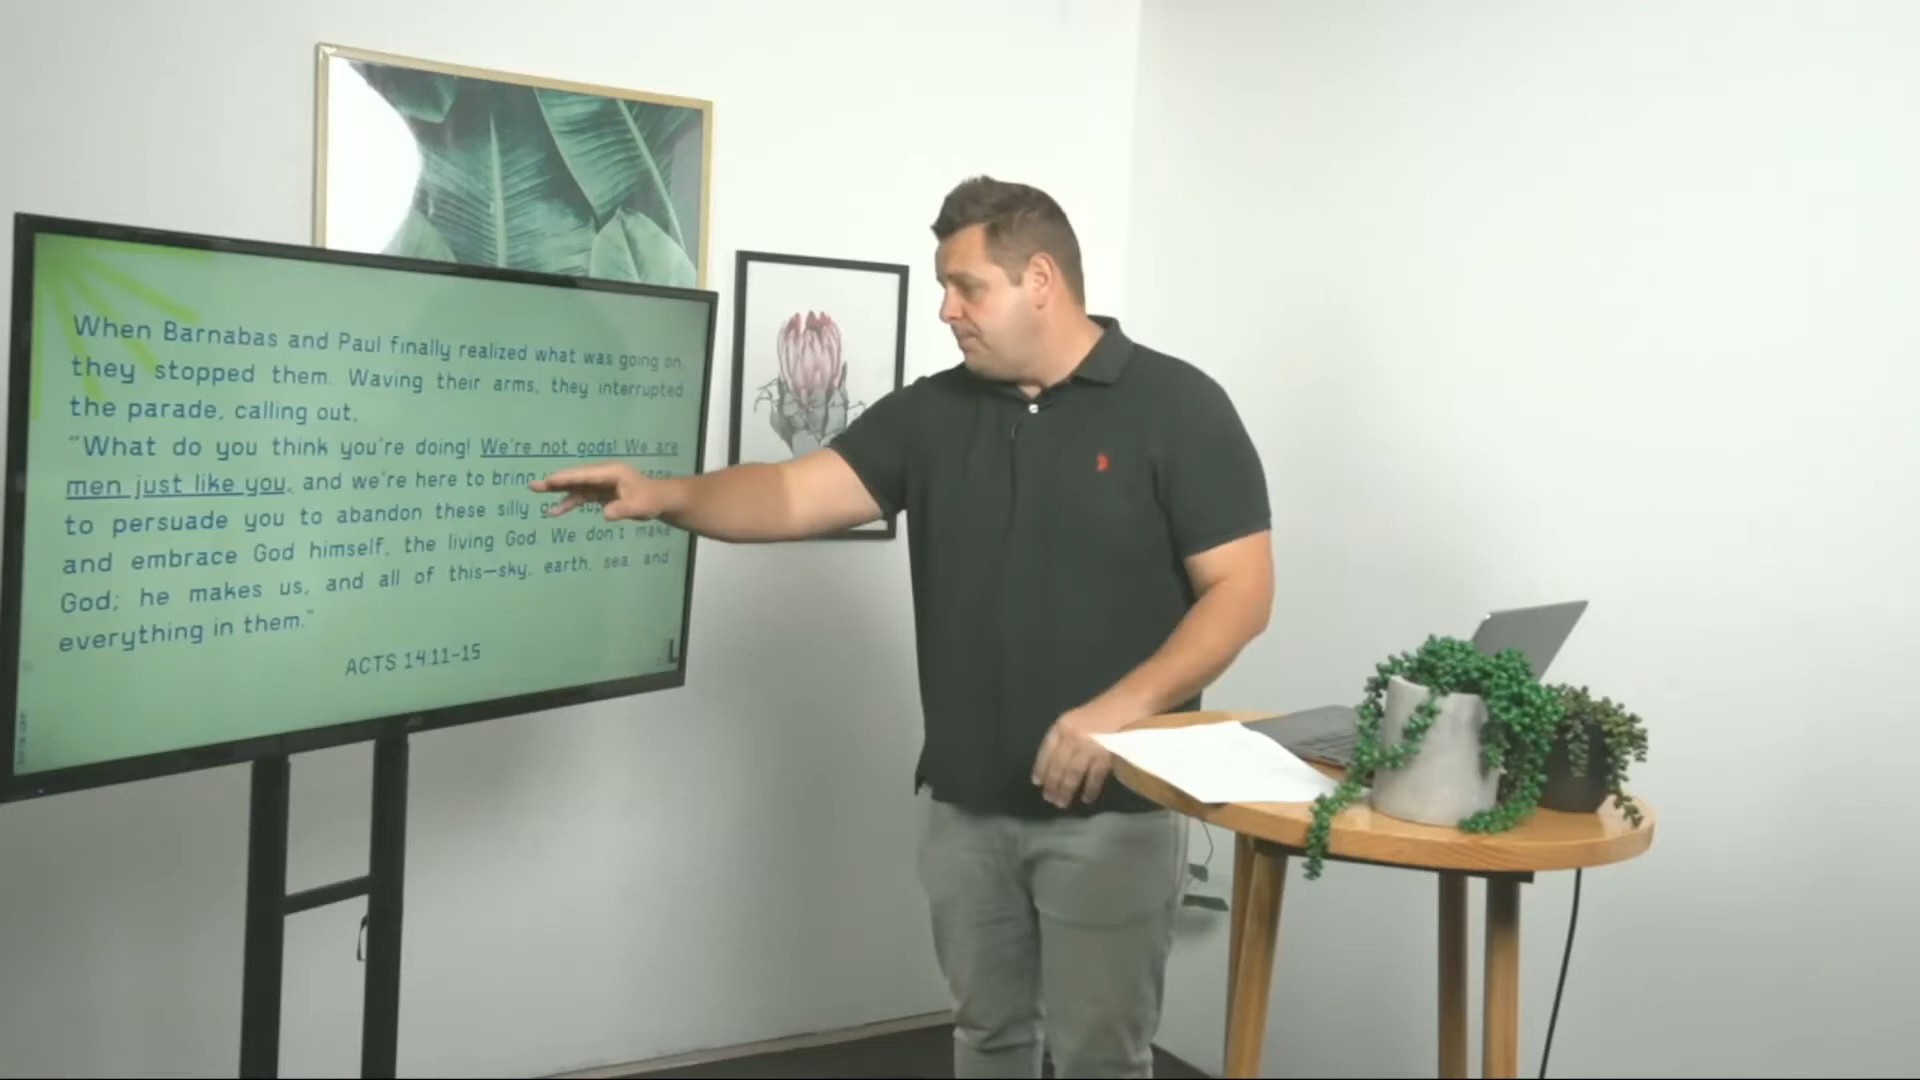 When Barnabas and Paul finally realized what was going on,
they stopped them. Waving their arms, they interrupted
the parade, calling out,
“What do you think you're doing! We're not gods! We are
men just like you, and we're here to bring
to persuade you to abandon these silly
and embrace God himself, the living God. We don't make
God; he makes us, and all of this—sky, earth, sea, and
everything in them.”
ACTS 14:11-15